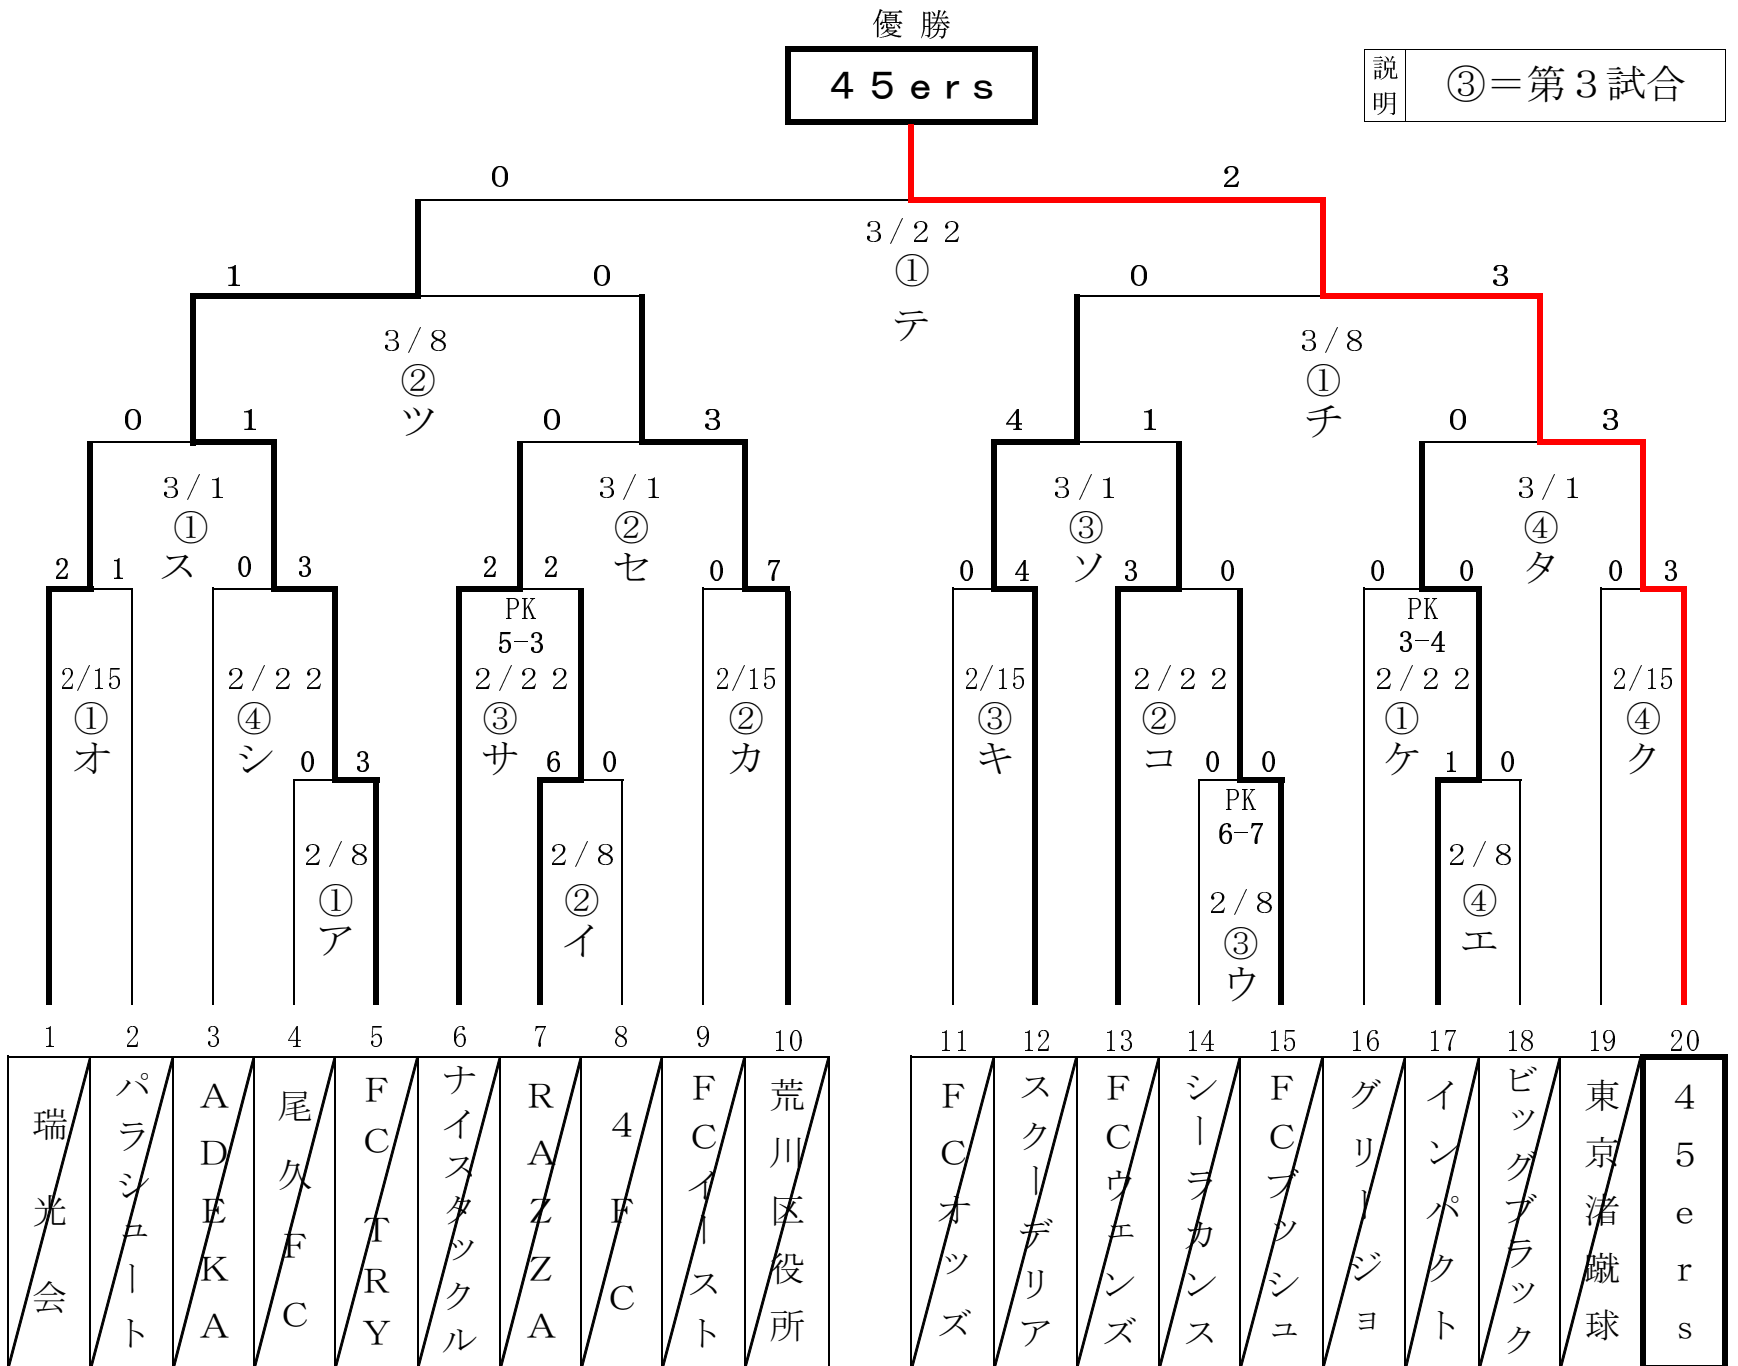 優 勝
４５ｅｒｓ
説明
③＝第３試合
0 2
3/22
①
テ
1 0 0 3
3/8
②
ツ
3/8
①
チ
0 1 0 3 4 1 0 3
3/1
①
ス
3/1
②
セ
3/1
③
ソ
3/1
④
タ
2 1 0 3 2 2 0 7 0 4 3 0 0 0 0 3
PK
5-3
PK
3-4
2/15
①
オ
2/22
④
シ
2/22
③
サ
2/15
②
カ
2/15
③
キ
2/22
②
コ
2/22
①
ケ
2/15
④
ク
0 3 6 0 0 0 1 0
PK
6-7
2/8
①
ア
2/8
②
イ
2/8
③
ウ
2/8
④
エ
1 2 3 4 5 6 7 8 9 10 11 12 13 14 15 16 17 18 19 20
瑞光会
パラシュート
ADEKA
尾久FC
FC TRY
ナイスタックル
RAZZA
4FC
FCイースト
荒川区役所
FCオッズ
スクーデリア
FCウェンズ
シーラカンス
FCブッシュ
グリージョ
インパクト
ビッグブラック
東京渚蹴球
45ers